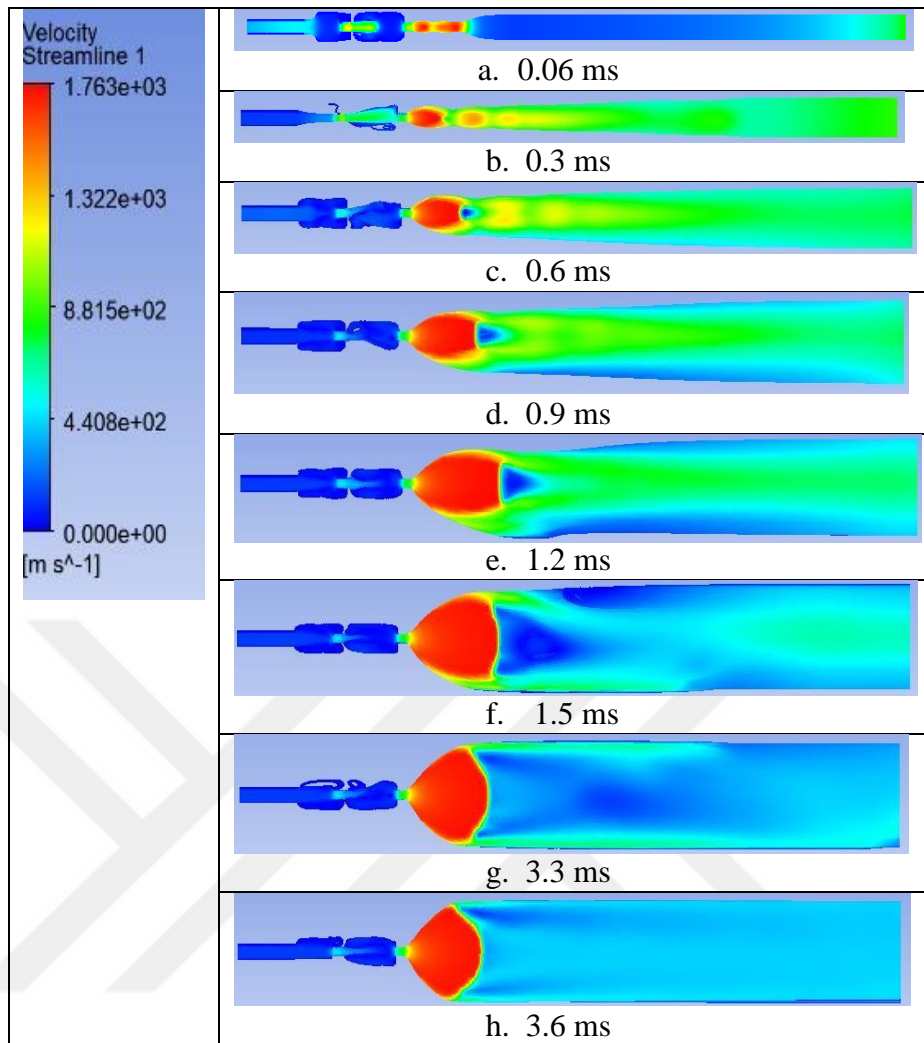 Velocity
Streamline 1
1.763e+03
1.322e+03
8.815e+02
4.408e+02
0.000e+00
[m s^-1]
a. 0.06 ms
b. 0.3 ms
c. 0.6 ms
d. 0.9 ms
e. 1.2 ms
f. 1.5 ms
g. 3.3 ms
h. 3.6 ms